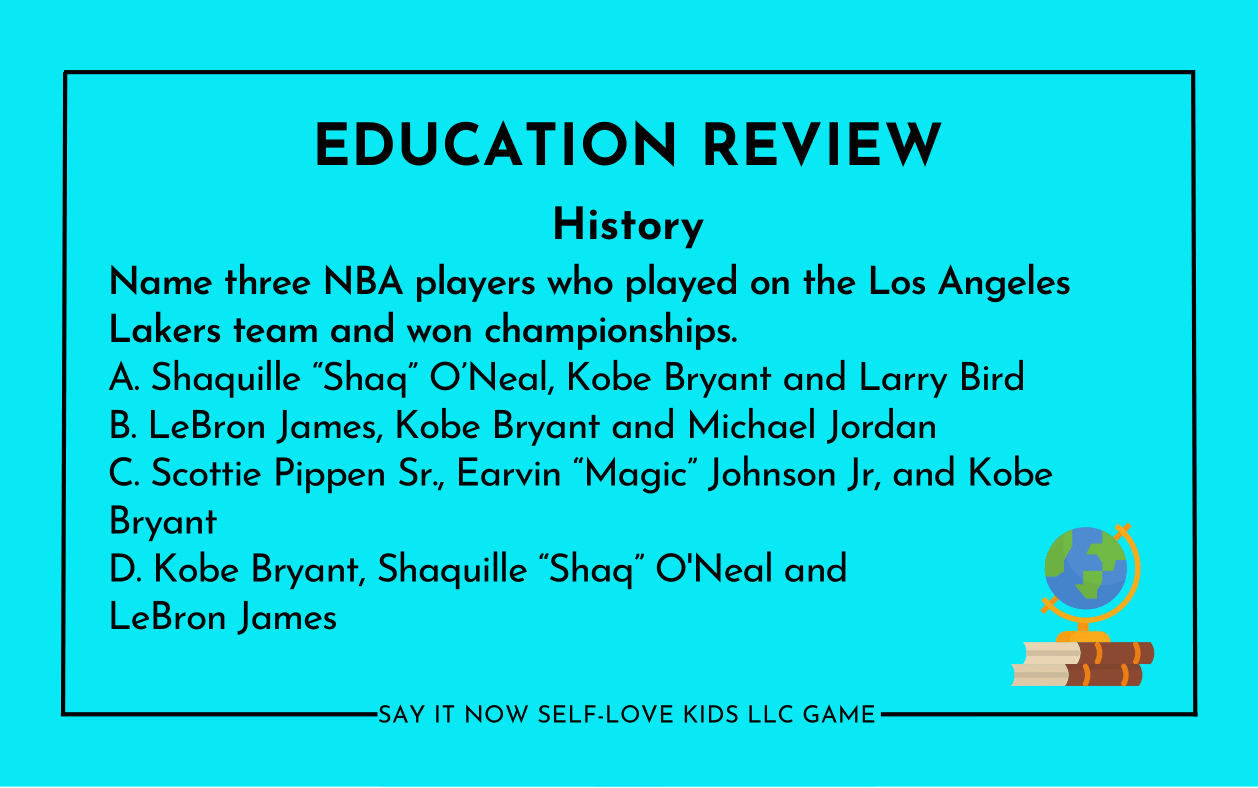 EDUCATION REVIEW
History
Name three NBA players who played on the Los Angeles
Lakers team and won championships.
A. Shaquille “Shaq” O’Neal, Kobe Bryant and Larry Bird
B. LeBron James, Kobe Bryant and Michael Jordan
C. Scottie Pippen Sr., Earvin “Magic” Johnson Jr, and Kobe
Bryant
D. Kobe Bryant, Shaquille “Shaq” O'Neal and
LeBron James
SAY IT NOW SELF-LOVE KIDS LLC GAME